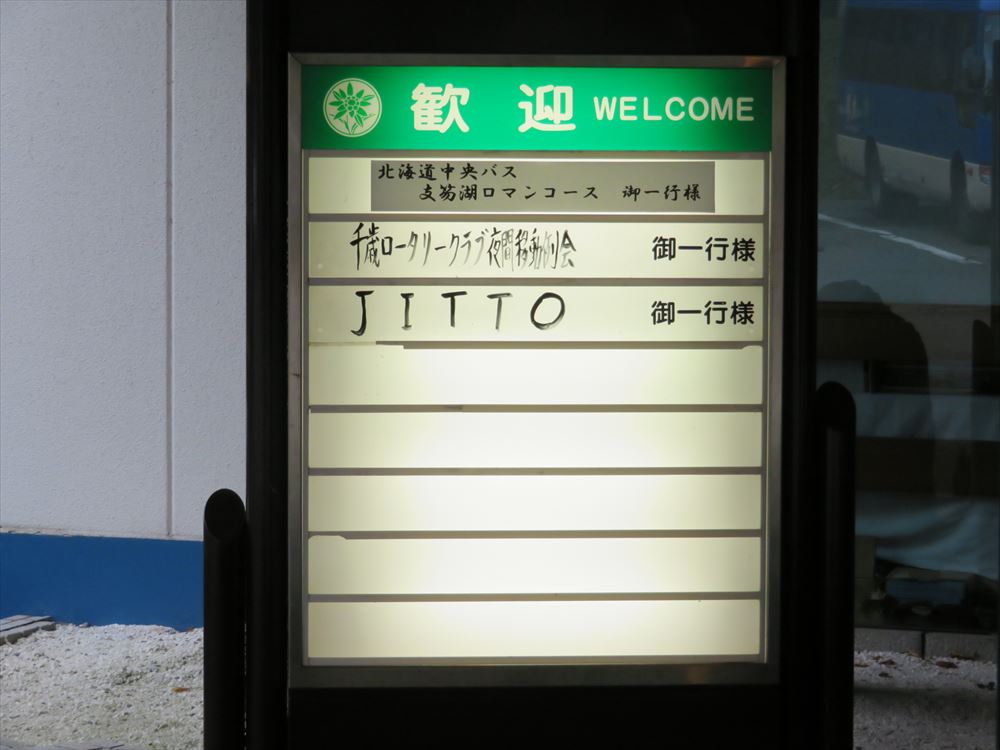 歓迎 WELCOME
北海道中央バス
支笏湖ロマンコース 御一行様
千歳ロータリークラブ夜間移動例会 御一行様
JITTO 御一行様